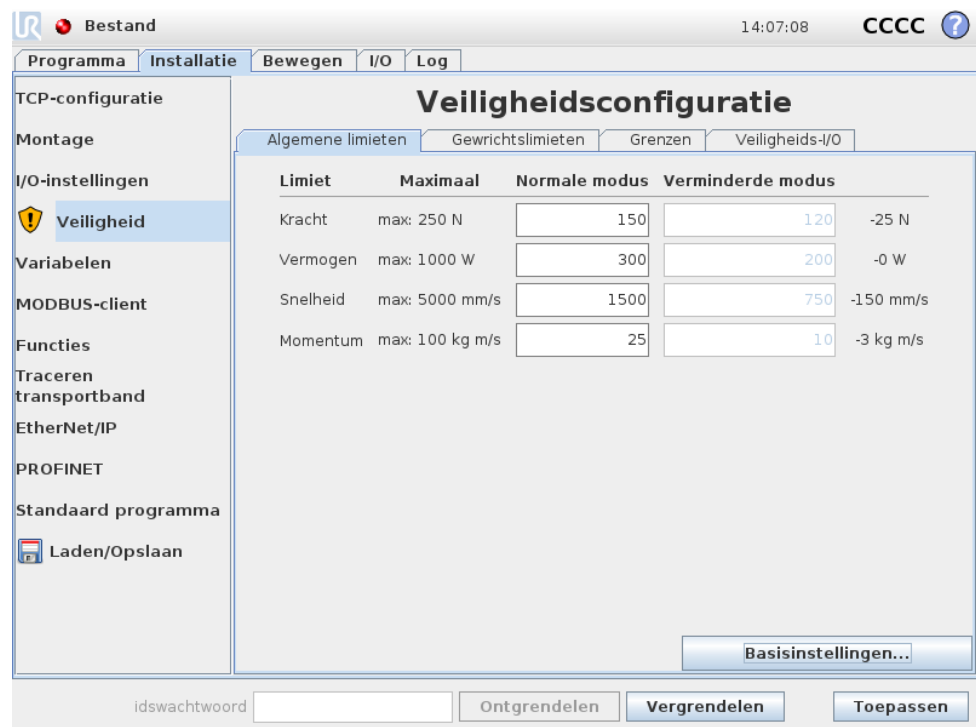 UR Bestand 14:07:08 CCCC ?
Programma Installatie Bewegen I/O Log
TCP-configuratie
Montage
I/O-instellingen
Veiligheid
Variabelen
MODBUS-client
Functies
Traceren
transportband
EtherNet/IP
PROFINET
Standaard programma
Laden/Opslaan
Veiligheidsconfiguratie
Algemene limieten Gewrichtslimieten Grenzen Veiligheids-I/O
Limiet Maximaal Normale modus Verminderde modus
Kracht max: 250 N 150 120 -25 N
Vermogen max: 1000 W 300 200 -0 W
Snelheid max: 5000 mm/s 1500 750 -150 mm/s
Momentum max: 100 kg m/s 25 10 -3 kg m/s
Basisinstellingen...
idswachtwoord Ontgrendelen Vergrendelen Toepassen